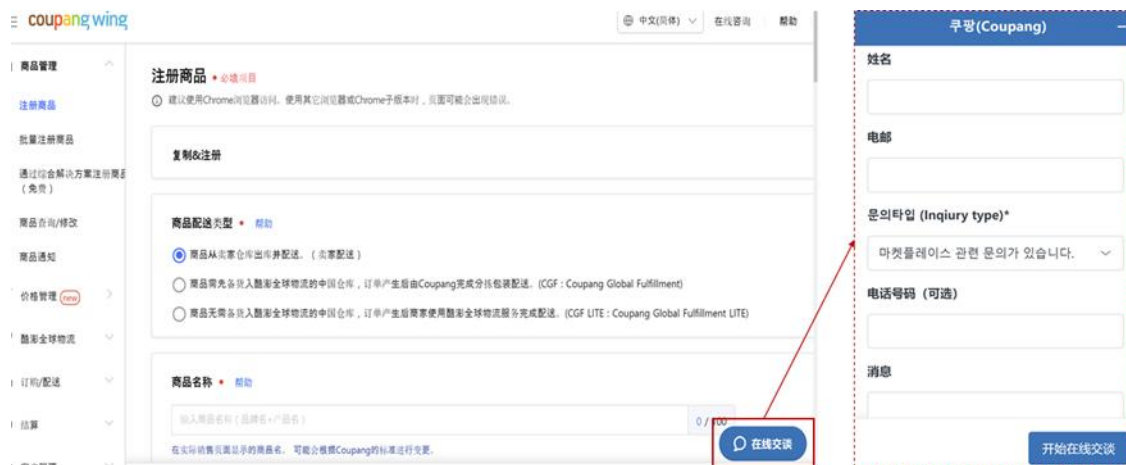 coupang wing
中文(简体)
在线咨询
帮助
商品管理
注册商品
批量注册商品
通过综合解决方案注册商品
(免费)
商品查询/修改
商品通知
价格管理 new
酷澎全球物流
订购/配送
结算
注册商品 • 必填项目
建议使用Chrome浏览器访问。使用其它浏览器或Chrome子版本时，页面可能会出现错误。
复制&注册
商品配送类型 • 帮助
商品从卖家仓库出库并配送。(卖家配送)
商品需先备货入酷澎全球物流的中国仓库，订单产生后由Coupang完成分拣包装配送。(CGF : Coupang Global Fulfillment)
商品无需备货入酷澎全球物流的中国仓库，订单产生后商家使用酷澎全球物流服务完成配送。(CGF LITE : Coupang Global Fulfillment LITE)
商品名称 • 帮助
输入商品名称 (品牌名+产品名)
0 / 100
在实际销售页面显示的商品名。 可能会根据Coupang的标准进行变更。
在线交谈
쿠팡(Coupang)
姓名
电邮
문의타입 (Inqiury type)*
마켓플레이스 관련 문의가 있습니다.
电话号码（可选）
消息
开始在线交谈